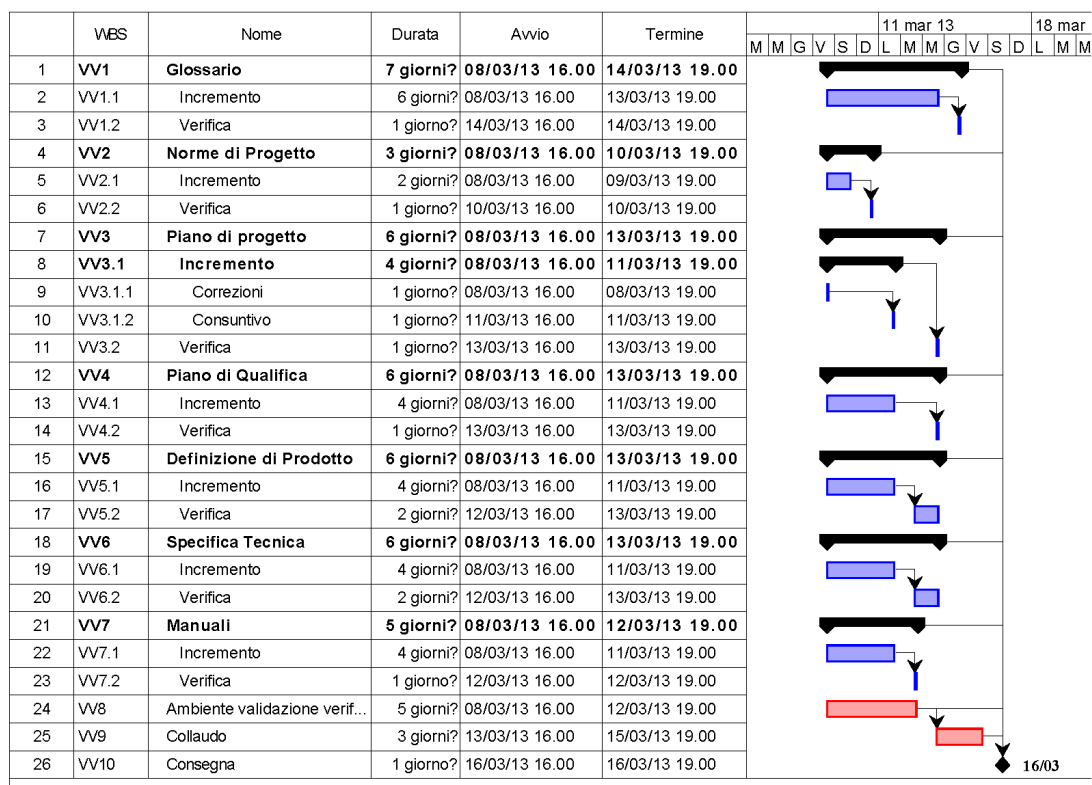 WBS Nome Durata Avvio Termine 11 mar 13 18 mar
M M G V S D L M M G V S D L M M
1 VV1 Glossario 7 giorni? 08/03/13 16.00 14/03/13 19.00
2 VV1.1 Incremento 6 giorni? 08/03/13 16.00 13/03/13 19.00
3 VV1.2 Verifica 1 giorno? 14/03/13 16.00 14/03/13 19.00
4 VV2 Norme di Progetto 3 giorni? 08/03/13 16.00 10/03/13 19.00
5 VV2.1 Incremento 2 giorni? 08/03/13 16.00 09/03/13 19.00
6 VV2.2 Verifica 1 giorno? 10/03/13 16.00 10/03/13 19.00
7 VV3 Piano di progetto 6 giorni? 08/03/13 16.00 13/03/13 19.00
8 VV3.1 Incremento 4 giorni? 08/03/13 16.00 11/03/13 19.00
9 VV3.1.1 Correzioni 1 giorno? 08/03/13 16.00 08/03/13 19.00
10 VV3.1.2 Consuntivo 1 giorno? 11/03/13 16.00 11/03/13 19.00
11 VV3.2 Verifica 1 giorno? 13/03/13 16.00 13/03/13 19.00
12 VV4 Piano di Qualifica 6 giorni? 08/03/13 16.00 13/03/13 19.00
13 VV4.1 Incremento 4 giorni? 08/03/13 16.00 11/03/13 19.00
14 VV4.2 Verifica 1 giorno? 13/03/13 16.00 13/03/13 19.00
15 VV5 Definizione di Prodotto 6 giorni? 08/03/13 16.00 13/03/13 19.00
16 VV5.1 Incremento 4 giorni? 08/03/13 16.00 11/03/13 19.00
17 VV5.2 Verifica 2 giorni? 12/03/13 16.00 13/03/13 19.00
18 VV6 Specifica Tecnica 6 giorni? 08/03/13 16.00 13/03/13 19.00
19 VV6.1 Incremento 4 giorni? 08/03/13 16.00 11/03/13 19.00
20 VV6.2 Verifica 2 giorni? 12/03/13 16.00 13/03/13 19.00
21 VV7 Manuali 5 giorni? 08/03/13 16.00 12/03/13 19.00
22 VV7.1 Incremento 4 giorni? 08/03/13 16.00 11/03/13 19.00
23 VV7.2 Verifica 1 giorno? 12/03/13 16.00 12/03/13 19.00
24 VV8 Ambiente validazione verif... 5 giorni? 08/03/13 16.00 12/03/13 19.00
25 VV9 Collaudo 3 giorni? 13/03/13 16.00 15/03/13 19.00
26 VV10 Consegna 1 giorno? 16/03/13 16.00 16/03/13 19.00 16/03